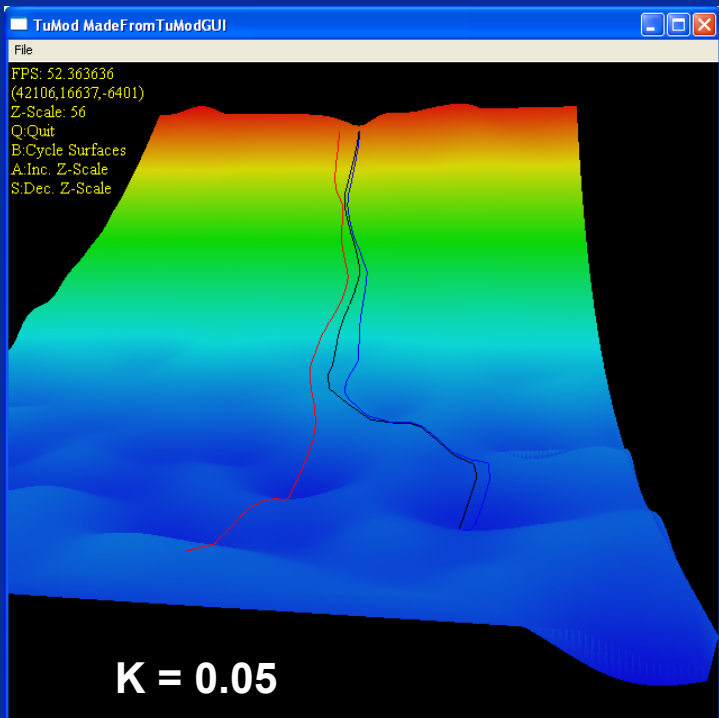 TuMod MadeFromTuModGUI
File
FPS: 52.363636
(42106,16637,-6401)
Z-Scale: 56
Q:Quit
B:Cycle Surfaces
A:Inc. Z-Scale
S:Dec. Z-Scale
K = 0.05